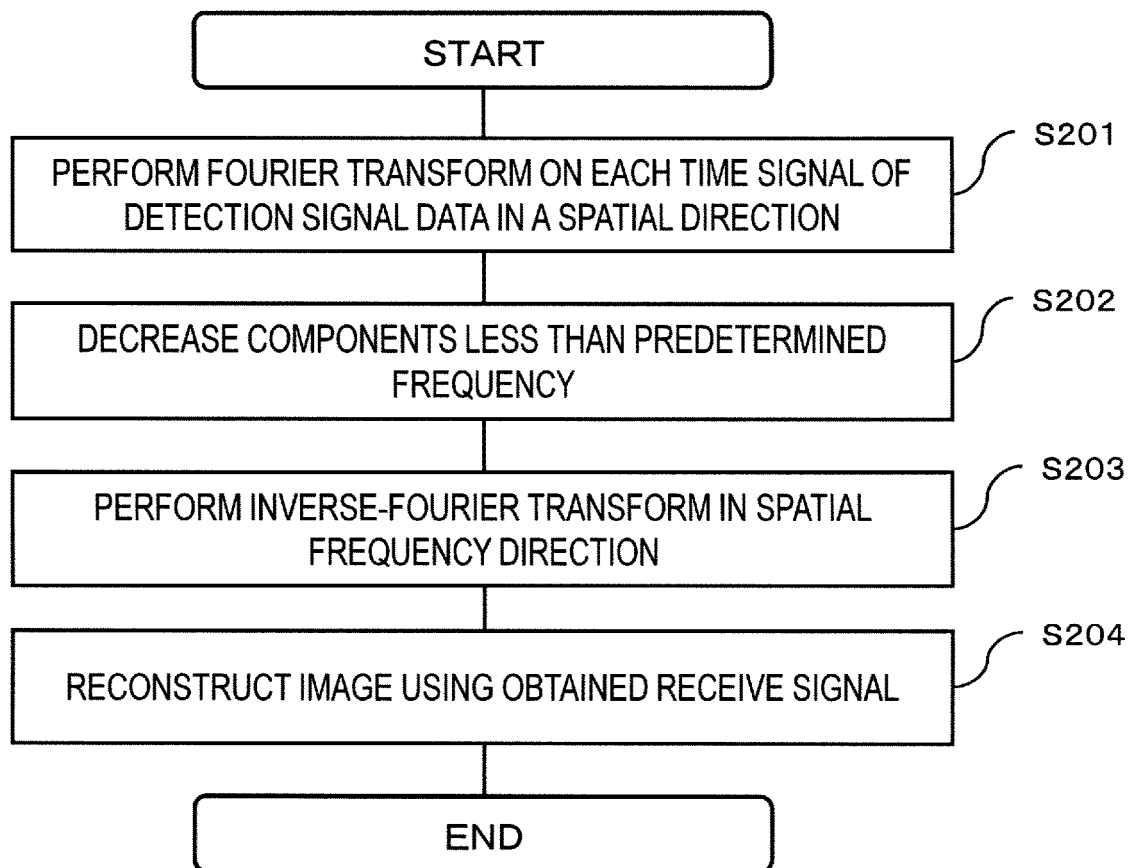 START
S201
PERFORM FOURIER TRANSFORM ON EACH TIME SIGNAL OF
DETECTION SIGNAL DATA IN A SPATIAL DIRECTION
S202
DECREASE COMPONENTS LESS THAN PREDETERMINED
FREQUENCY
S203
PERFORM INVERSE-FOURIER TRANSFORM IN SPATIAL
FREQUENCY DIRECTION
S204
RECONSTRUCT IMAGE USING OBTAINED RECEIVE SIGNAL
END